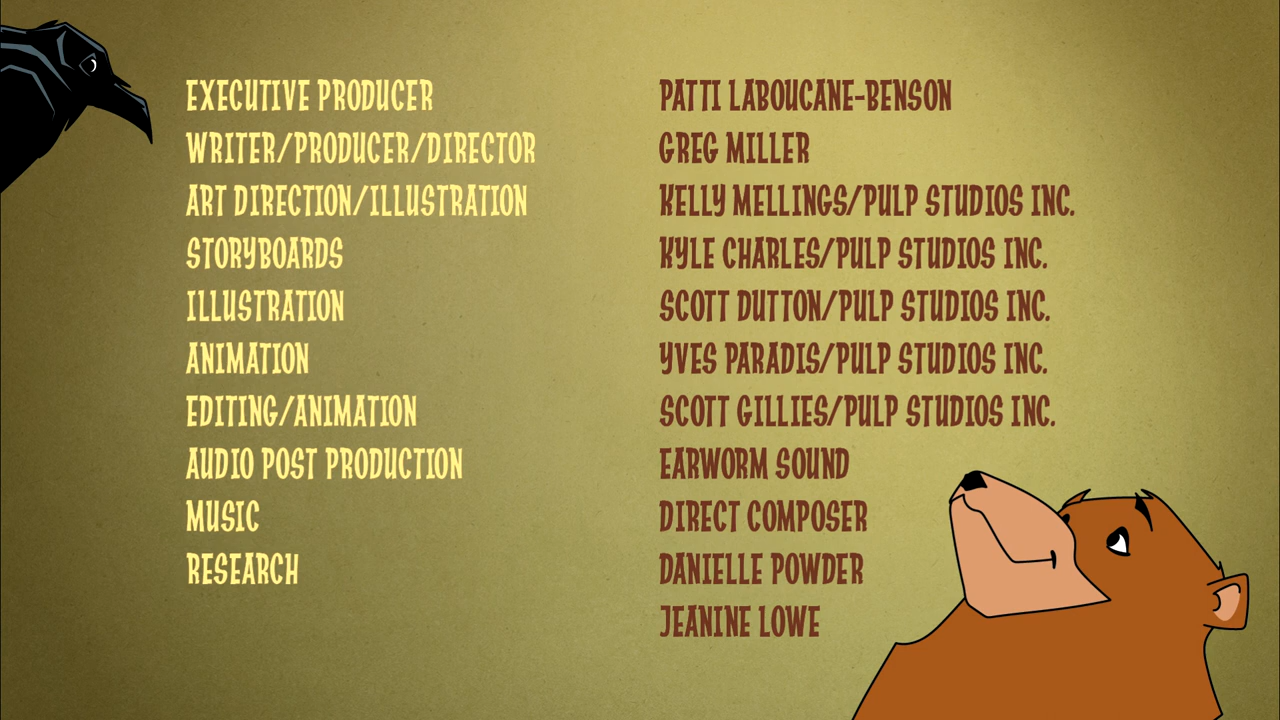 EXECUTIVE PRODUCER PATTI LABOUCANE-BENSON
WRITER/PRODUCER/DIRECTOR GREG MILLER
ART DIRECTION/ILLUSTRATION KELLY MELLINGS/PULP STUDIOS INC.
STORYBOARDS KYLE CHARLES/PULP STUDIOS INC.
ILLUSTRATION SCOTT DUTTON/PULP STUDIOS INC.
ANIMATION YVES PARADIS/PULP STUDIOS INC.
EDITING/ANIMATION SCOTT GILLIES/PULP STUDIOS INC.
AUDIO POST PRODUCTION EARWORM SOUND
MUSIC DIRECT COMPOSER
RESEARCH DANIELLE POWDER
JEANINE LOWE